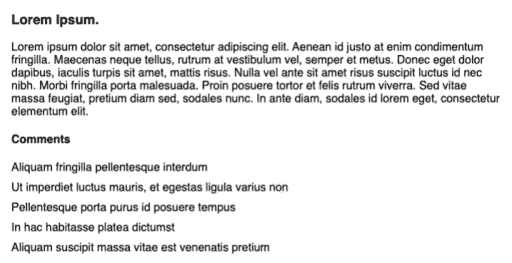 Lorem Ipsum.
Lorem ipsum dolor sit amet, consectetur adipiscing elit. Aenean id justo at enim condimentum
fringilla. Maecenas neque tellus, rutrum at vestibulum vel, semper et metus. Donec eget dolor
dapibus, iaculis turpis sit amet, mattis risus. Nulla vel ante sit amet risus suscipit luctus id nec
nibh. Morbi fringilla porta malesuada. Proin posuere tortor et felis rutrum viverra. Sed vitae
massa feugiat, pretium diam sed, sodales nunc. In ante diam, sodales id lorem eget, consectetur
elementum elit.
Comments
Aliquam fringilla pellentesque interdum
Ut imperdiet luctus mauris, et egestas ligula varius non
Pellentesque porta purus id posuere tempus
In hac habitasse platea dictumst
Aliquam suscipit massa vitae est venenatis pretium